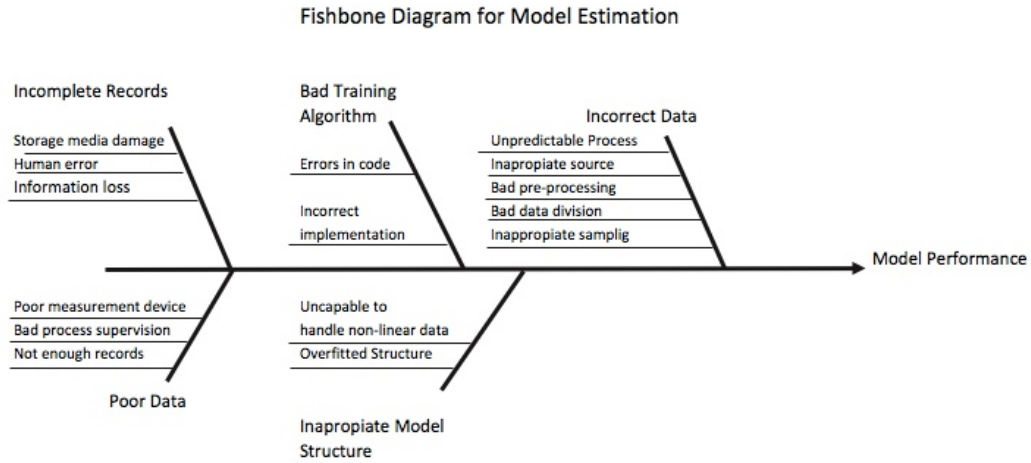 Fishbone Diagram for Model Estimation
Incomplete Records
Storage media damage
Human error
Information loss
Bad Training
Algorithm
Errors in code
Incorrect
implementation
Incorrect Data
Unpredictable Process
Inapropiate source
Bad pre-processing
Bad data division
Inappropiate samplig
Model Performance
Poor measurement device
Bad process supervision
Not enough records
Poor Data
Uncapable to
handle non-linear data
Overfitted Structure
Inapropiate Model
Structure